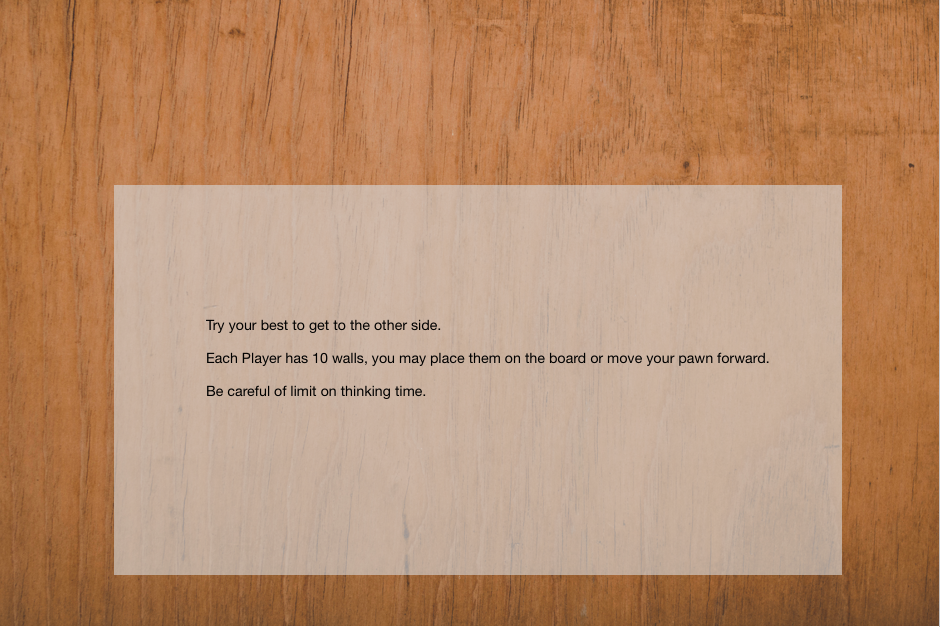 Try your best to get to the other side.
Each Player has 10 walls, you may place them on the board or move your pawn forward.
Be careful of limit on thinking time.